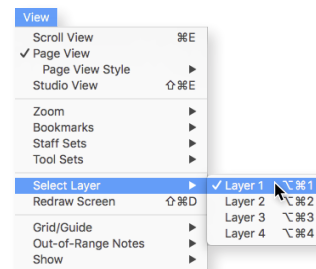 View
Scroll View ⌘E
✓ Page View
Page View Style ▶
Studio View ⇧⌘E
Zoom ▶
Bookmarks ▶
Staff Sets ▶
Tool Sets ▶
Select Layer ▶
✓ Layer 1 ⌥⌘1
Redraw Screen ⇧⌘D
Layer 2 ⌥⌘2
Layer 3 ⌥⌘3
Grid/Guide ▶
Layer 4 ⌥⌘4
Out-of-Range Notes ▶
Show ▶